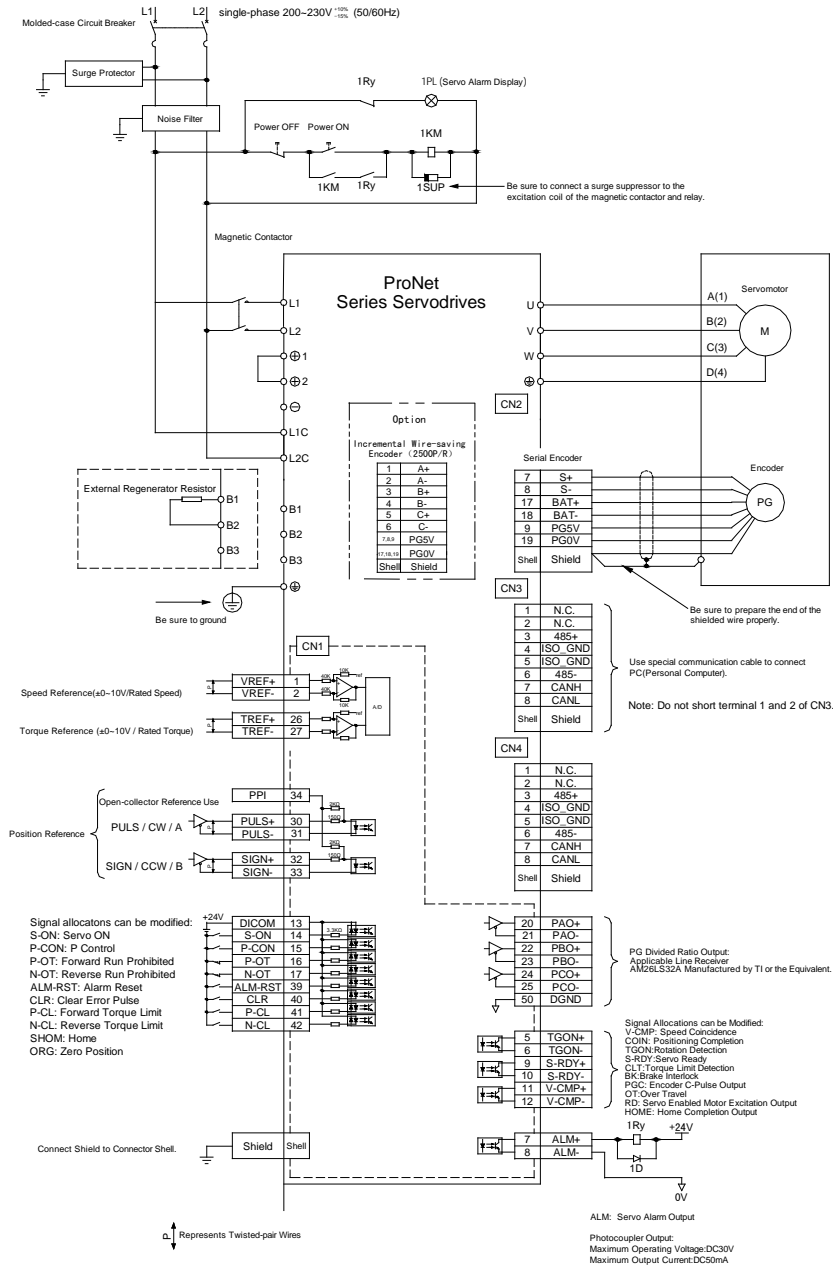 L1 L2 single-phase 200~230V +10% -15% (50/60Hz)
Molded-case Circuit Breaker
Surge Protector
Noise Filter
1Ry 1PL (Servo Alarm Display)
Power OFF Power ON 1KM
1KM 1Ry 1SUP
Be sure to connect a surge suppressor to the
excitation coil of the magnetic contactor and relay.
Magnetic Contactor
ProNet
Series Servodrives
L1
L2
1
2
L1C
L2C
B1
B2
B3
External Regenerator Resistor
B1
B2
B3
Be sure to ground
U
V
W
A(1)
B(2)
C(3)
D(4)
Servomotor
M
Option
Incremental Wire-saving
Encoder (2500P/R)
1 A+
2 A-
3 B+
4 B-
5 C+
6 C-
7,8,9 PG5V
17,18,19 PG0V
Shell Shield
CN2
Serial Encoder
7 S+
8 S-
17 BAT+
18 BAT-
9 PG5V
19 PG0V
Shell Shield
Encoder
PG
Be sure to prepare the end of the
shielded wire properly.
CN3
1 N.C.
2 N.C.
3 485+
4 ISO_GND
5 ISO_GND
6 485-
7 CANH
8 CANL
Shell Shield
Use special communication cable to connect
PC(Personal Computer).
Note: Do not short terminal 1 and 2 of CN3.
CN4
1 N.C.
2 N.C.
3 485+
4 ISO_GND
5 ISO_GND
6 485-
7 CANH
8 CANL
Shell Shield
CN1
Speed Reference(±0~10V/Rated Speed)
P
VREF+ 1
VREF- 2
40K
40K
10K
ref
10K
A/D
Torque Reference (±0~10V / Rated Torque)
P
TREF+ 26
TREF- 27
ref
10K
Position Reference
Open-collector Reference Use
PPI 34
PULS / CW / A
P
PULS+ 30
PULS- 31
2KΩ
150Ω
SIGN / CCW / B
P
SIGN+ 32
SIGN- 33
2KΩ
150Ω
+24V
3.3KΩ
DICOM 13
S-ON 14
P-CON 15
P-OT 16
N-OT 17
ALM-RST 39
CLR 40
P-CL 41
N-CL 42
Signal allocatons can be modified:
S-ON: Servo ON
P-CON: P Control
P-OT: Forward Run Prohibited
N-OT: Reverse Run Prohibited
ALM-RST: Alarm Reset
CLR: Clear Error Pulse
P-CL: Forward Torque Limit
N-CL: Reverse Torque Limit
SHOM: Home
ORG: Zero Position
Connect Shield to Connector Shell.
Shield Shell
20 PAO+
21 PAO-
22 PBO+
23 PBO-
24 PCO+
25 PCO-
50 DGND
PG Divided Ratio Output:
Applicable Line Receiver
AM26LS32A Manufactured by TI or the Equivalent.
5 TGON+
6 TGON-
9 S-RDY+
10 S-RDY-
11 V-CMP+
12 V-CMP-
Signal Allocations can be Modified:
V-CMP: Speed Coincidence
COIN: Positioning Completion
TGON:Rotation Detection
S-RDY:Servo Ready
CLT:Torque Limit Detection
BK:Brake Interlock
PGC: Encoder C-Pulse Output
OT:Over Travel
RD: Servo Enabled Motor Excitation Output
HOME: Home Completion Output
7 ALM+
8 ALM-
1Ry +24V
1D
0V
ALM: Servo Alarm Output
Photocoupler Output:
Maximum Operating Voltage:DC30V
Maximum Output Current:DC50mA
P Represents Twisted-pair Wires